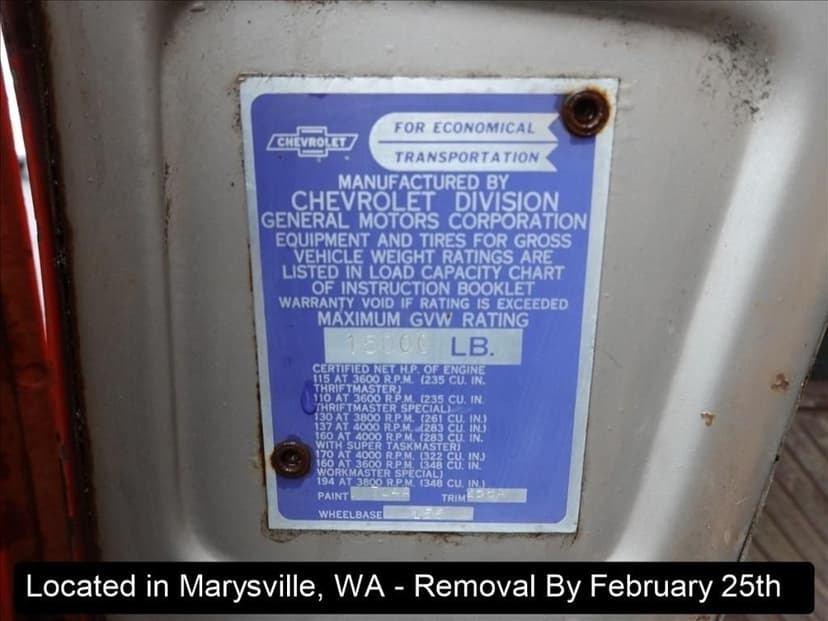 CHEVROLET
FOR ECONOMICAL
TRANSPORTATION
MANUFACTURED BY
CHEVROLET DIVISION
GENERAL MOTORS CORPORATION
EQUIPMENT AND TIRES FOR GROSS
VEHICLE WEIGHT RATINGS ARE
LISTED IN LOAD CAPACITY CHART
OF INSTRUCTION BOOKLET
WARRANTY VOID IF RATING IS EXCEEDED
MAXIMUM GVW RATING
LB.
CERTIFIED NET H.P. OF ENGINE
115 AT 3600 R.P.M. (235 CU. IN.
THRIFTMASTER)
110 AT 3600 R.P.M. (235 CU. IN.
THRIFTMASTER SPECIAL)
130 AT 3800 R.P.M. (261 CU. IN.)
137 AT 4000 R.P.M. (283 CU. IN.)
160 AT 4000 R.P.M. (283 CU. IN.
WITH SUPER TASKMASTER)
170 AT 4000 R.P.M. (322 CU. IN.)
160 AT 3600 R.P.M. (348 CU. IN.
WORKMASTER SPECIAL)
194 AT 3800 R.P.M. (348 CU. IN.)
PAINT TRIM
WHEELBASE
Located in Marysville, WA - Removal By February 25th